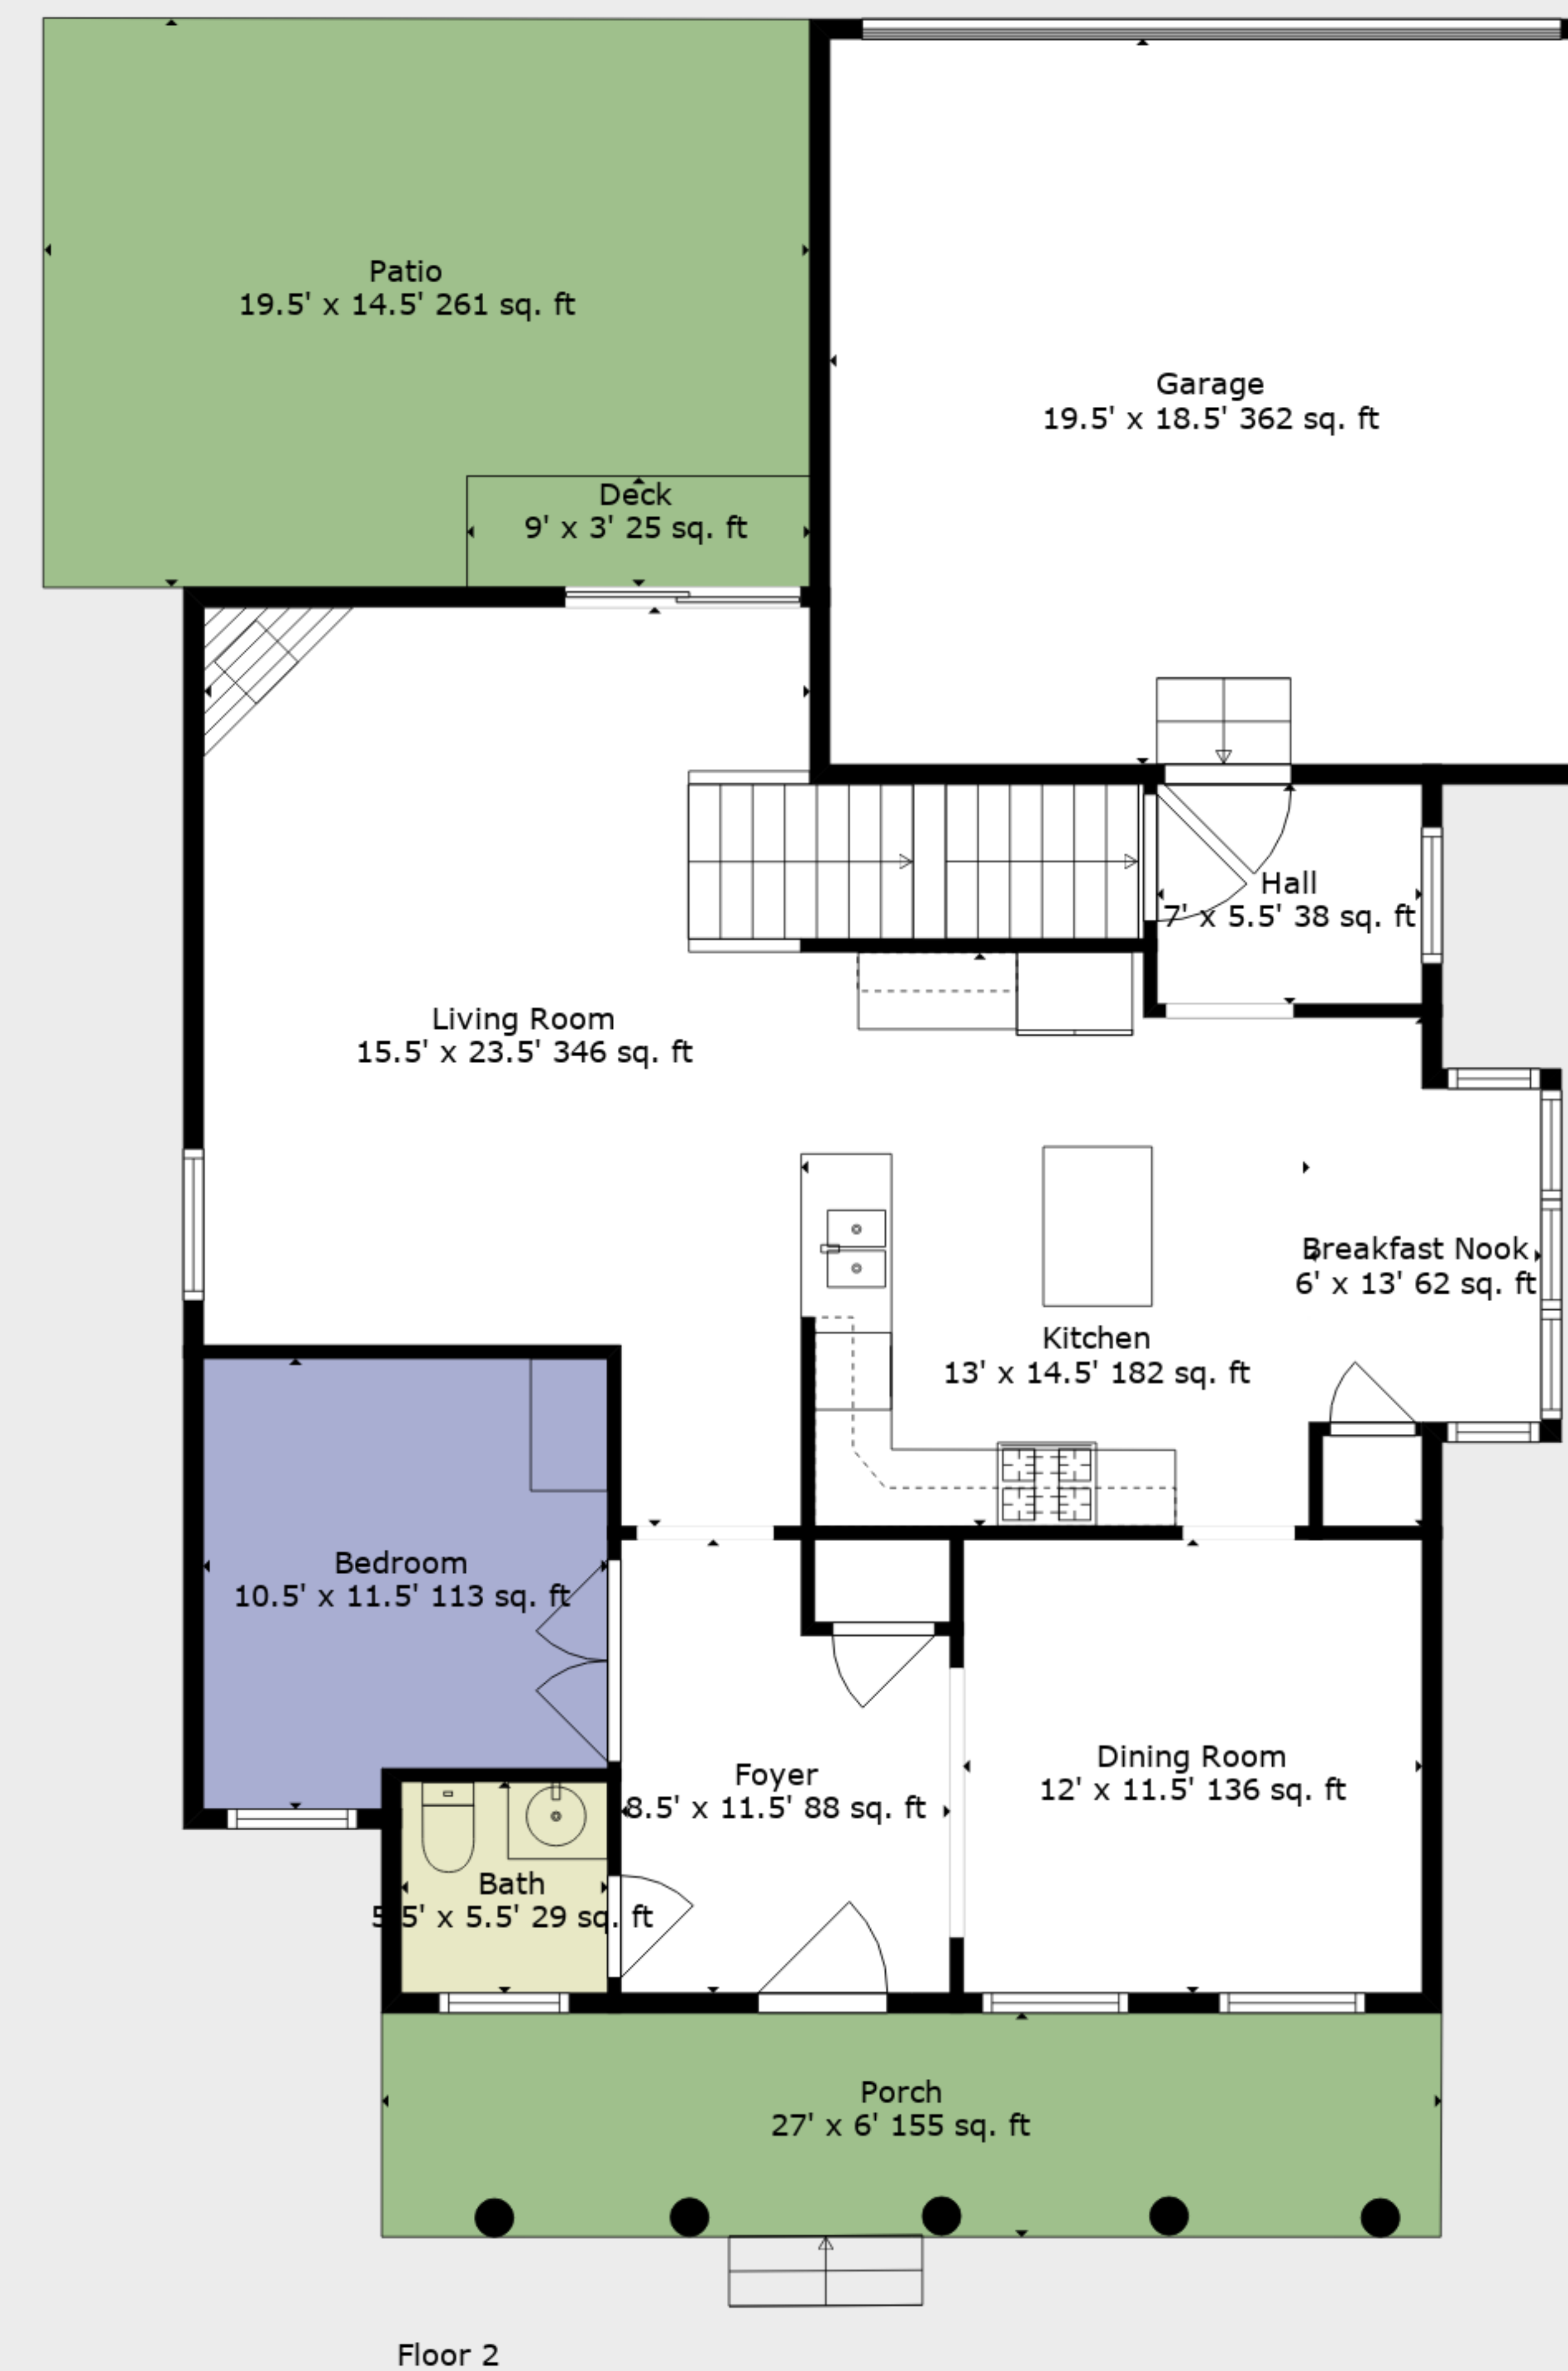 Patio
19.5' x 14.5' 261 sq. ft
Garage
19.5' x 18.5' 362 sq. ft
Deck
9' x 3' 25 sq. ft
Hall
7' x 5.5' 38 sq. ft
Living Room
15.5' x 23.5' 346 sq. ft
Breakfast Nook
6' x 13' 62 sq. ft
Kitchen
13' x 14.5' 182 sq. ft
Bedroom
10.5' x 11.5' 113 sq. ft
Foyer
8.5' x 11.5' 88 sq. ft
Dining Room
12' x 11.5' 136 sq. ft
Bath
5.5' x 5.5' 29 sq. ft
Porch
27' x 6' 155 sq. ft
Floor 2